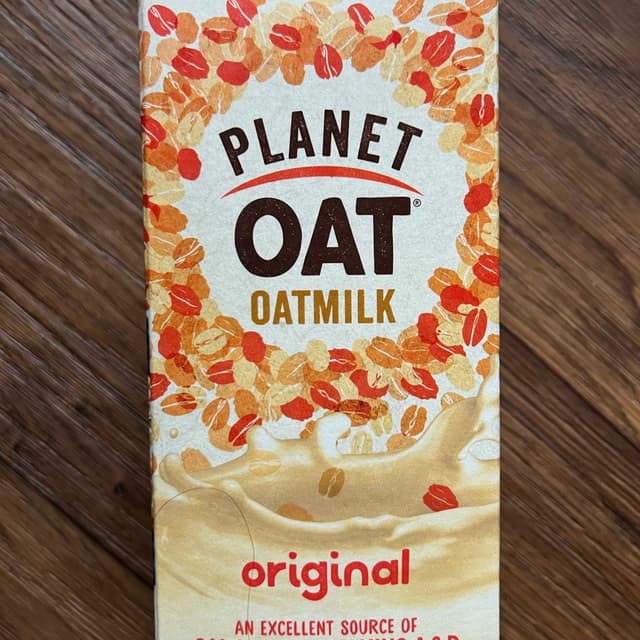 PLANET
OAT®
OATMILK
original
AN EXCELLENT SOURCE OF